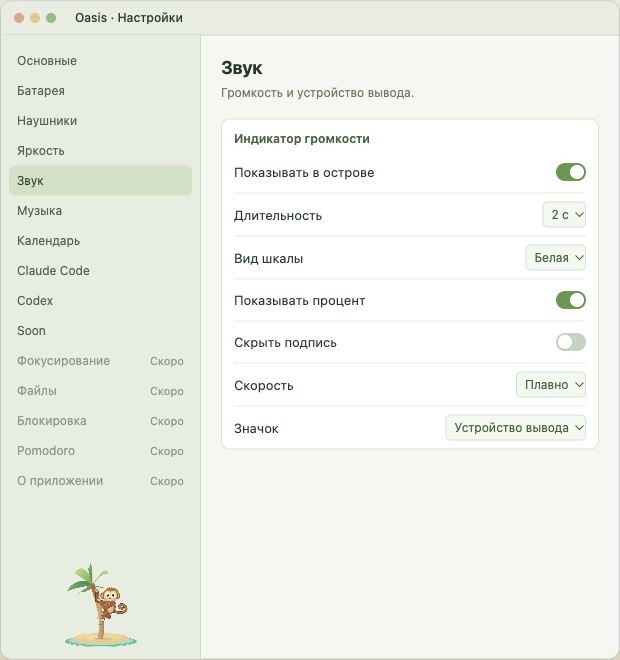 Oasis · Настройки
Основные
Батарея
Наушники
Яркость
Звук
Музыка
Календарь
Claude Code
Codex
Soon
Фокусирование Скоро
Файлы Скоро
Блокировка Скоро
Pomodoro Скоро
О приложении Скоро
Звук
Громкость и устройство вывода.
Индикатор громкости
Показывать в острове
Длительность 2 с
Вид шкалы Белая
Показывать процент
Скрыть подпись
Скорость Плавно
Значок Устройство вывода